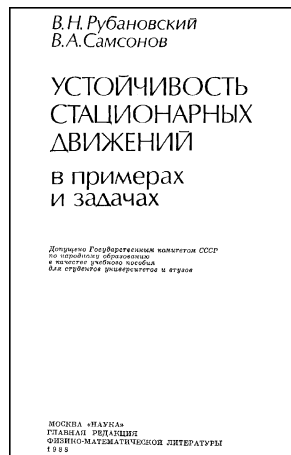 В. Н. Рубановский
В. А. Самсонов
УСТОЙЧИВОСТЬ
СТАЦИОНАРНЫХ
ДВИЖЕНИЙ
в примерах
и задачах
Допущено Государственным комитетом СССР
по народному образованию
в качестве учебного пособия
для студентов университетов и втузов
МОСКВА «НАУКА»
ГЛАВНАЯ РЕДАКЦИЯ
ФИЗИКО-МАТЕМАТИЧЕСКОЙ ЛИТЕРАТУРЫ
1988